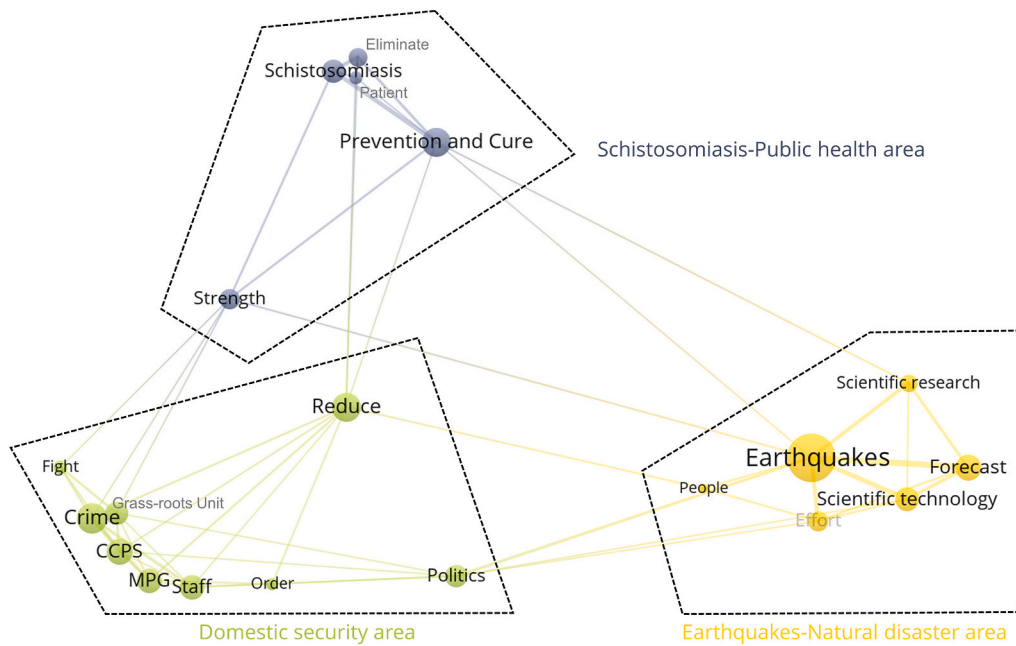 Eliminate
Schistosomiasis
Patient
Prevention and Cure
Schistosomiasis-Public health area
Strength
Scientific research
Reduce
Earthquakes
Fight
Forecast
People
Grass-roots Unit
Scientific technology
Crime
Effort
CCPS
Politics
MPG
Staff
Order
Domestic security area
Earthquakes-Natural disaster area